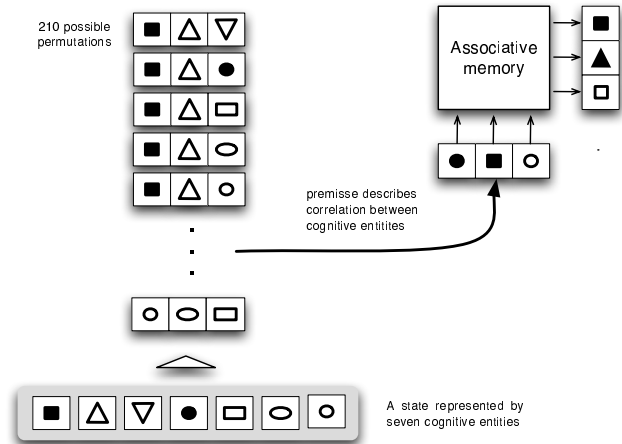 210 possible
permutations
Associative
memory
premisse describes
correlation between
cognitive entitites
A state represented by
seven cognitive entities